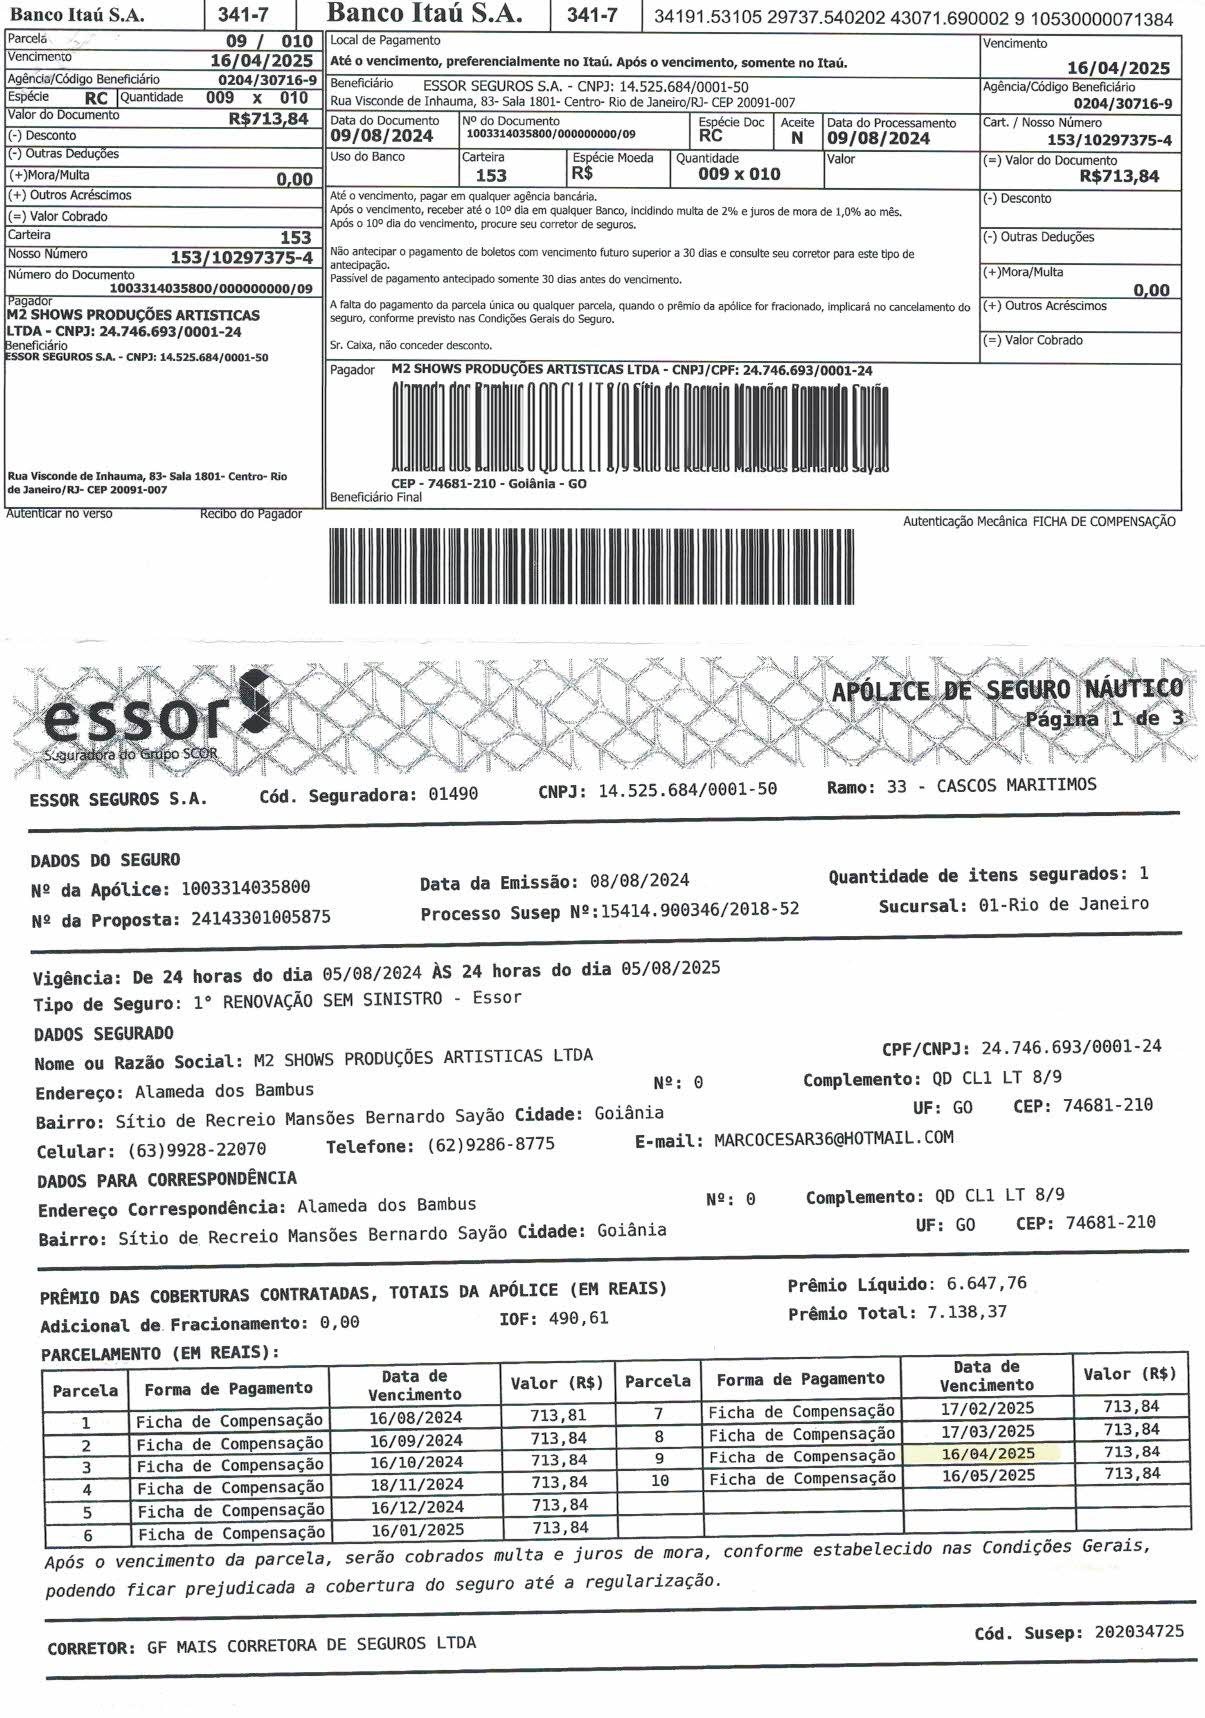 Banco Itaú S.A. 341-7
Parcela 09 / 010
Vencimento 16/04/2025
Agência/Código Beneficiário 0204/30716-9
Espécie RC Quantidade 009 x 010
Valor do Documento R$713,84
(-) Desconto
(-) Outras Deduções
(+)Mora/Multa 0,00
(+) Outros Acréscimos
(=) Valor Cobrado
Carteira 153
Nosso Número 153/10297375-4
Número do Documento
1003314035800/000000000/09
Pagador
M2 SHOWS PRODUÇÕES ARTISTICAS
LTDA - CNPJ: 24.746.693/0001-24
Beneficiário
ESSOR SEGUROS S.A. - CNPJ: 14.525.684/0001-50
Rua Visconde de Inhauma, 83- Sala 1801- Centro- Rio
de Janeiro/RJ- CEP 20091-007
Autenticar no verso Recibo do Pagador
Banco Itaú S.A. 341-7 34191.53105 29737.540202 43071.690002 9 10530000071384
Local de Pagamento
Até o vencimento, preferencialmente no Itaú. Após o vencimento, somente no Itaú.
Vencimento
16/04/2025
Beneficiário ESSOR SEGUROS S.A. - CNPJ: 14.525.684/0001-50
Rua Visconde de Inhauma, 83- Sala 1801- Centro- Rio de Janeiro/RJ- CEP 20091-007
Agência/Código Beneficiário
0204/30716-9
Data do Documento Nº do Documento Espécie Doc Aceite Data do Processamento Cart. / Nosso Número
09/08/2024 1003314035800/000000000/09 RC N 09/08/2024 153/10297375-4
Uso do Banco Carteira Espécie Moeda Quantidade Valor (=) Valor do Documento
153 R$ 009 x 010 R$713,84
Até o vencimento, pagar em qualquer agência bancária.
Após o vencimento, receber até o 10º dia em qualquer Banco, incidindo multa de 2% e juros de mora de 1,0% ao mês.
Após o 10º dia do vencimento, procure seu corretor de seguros.
Não antecipar o pagamento de boletos com vencimento futuro superior a 30 dias e consulte seu corretor para este tipo de
antecipação.
Passível de pagamento antecipado somente 30 dias antes do vencimento.
A falta do pagamento da parcela única ou qualquer parcela, quando o prêmio da apólice for fracionado, implicará no cancelamento do
seguro, conforme previsto nas Condições Gerais do Seguro.
Sr. Caixa, não conceder desconto.
(-) Desconto
(-) Outras Deduções
(+)Mora/Multa
0,00
(+) Outros Acréscimos
(=) Valor Cobrado
Pagador M2 SHOWS PRODUÇÕES ARTISTICAS LTDA - CNPJ/CPF: 24.746.693/0001-24
Alameda dos Bambus 0 QD CL1 LT 8/9 Sítio de Recreio Mansões Bernardo Sayão
CEP - 74681-210 - Goiânia - GO
Beneficiário Final
Autenticação Mecânica FICHA DE COMPENSAÇÃO
essor
Seguradora do Grupo SCOR
APÓLICE DE SEGURO NÁUTICO
Página 1 de 3
ESSOR SEGUROS S.A. Cód. Seguradora: 01490 CNPJ: 14.525.684/0001-50 Ramo: 33 - CASCOS MARITIMOS
DADOS DO SEGURO
Nº da Apólice: 1003314035800 Data da Emissão: 08/08/2024 Quantidade de itens segurados: 1
Nº da Proposta: 24143301005875 Processo Susep Nº:15414.900346/2018-52 Sucursal: 01-Rio de Janeiro
Vigência: De 24 horas do dia 05/08/2024 ÀS 24 horas do dia 05/08/2025
Tipo de Seguro: 1° RENOVAÇÃO SEM SINISTRO - Essor
DADOS SEGURADO
Nome ou Razão Social: M2 SHOWS PRODUÇÕES ARTISTICAS LTDA CPF/CNPJ: 24.746.693/0001-24
Endereço: Alameda dos Bambus Nº: 0 Complemento: QD CL1 LT 8/9
Bairro: Sítio de Recreio Mansões Bernardo Sayão Cidade: Goiânia UF: GO CEP: 74681-210
Celular: (63)9928-22070 Telefone: (62)9286-8775 E-mail: MARCOCESAR36@HOTMAIL.COM
DADOS PARA CORRESPONDÊNCIA
Endereço Correspondência: Alameda dos Bambus Nº: 0 Complemento: QD CL1 LT 8/9
Bairro: Sítio de Recreio Mansões Bernardo Sayão Cidade: Goiânia UF: GO CEP: 74681-210
PRÊMIO DAS COBERTURAS CONTRATADAS, TOTAIS DA APÓLICE (EM REAIS) Prêmio Líquido: 6.647,76
Adicional de Fracionamento: 0,00 IOF: 490,61 Prêmio Total: 7.138,37
PARCELAMENTO (EM REAIS):
Parcela Forma de Pagamento Data de Vencimento Valor (R$) Parcela Forma de Pagamento Data de Vencimento Valor (R$)
1 Ficha de Compensação 16/08/2024 713,81 7 Ficha de Compensação 17/02/2025 713,84
2 Ficha de Compensação 16/09/2024 713,84 8 Ficha de Compensação 17/03/2025 713,84
3 Ficha de Compensação 16/10/2024 713,84 9 Ficha de Compensação 16/04/2025 713,84
4 Ficha de Compensação 18/11/2024 713,84 10 Ficha de Compensação 16/05/2025 713,84
5 Ficha de Compensação 16/12/2024 713,84
6 Ficha de Compensação 16/01/2025 713,84
Após o vencimento da parcela, serão cobrados multa e juros de mora, conforme estabelecido nas Condições Gerais,
podendo ficar prejudicada a cobertura do seguro até a regularização.
CORRETOR: GF MAIS CORRETORA DE SEGUROS LTDA Cód. Susep: 202034725